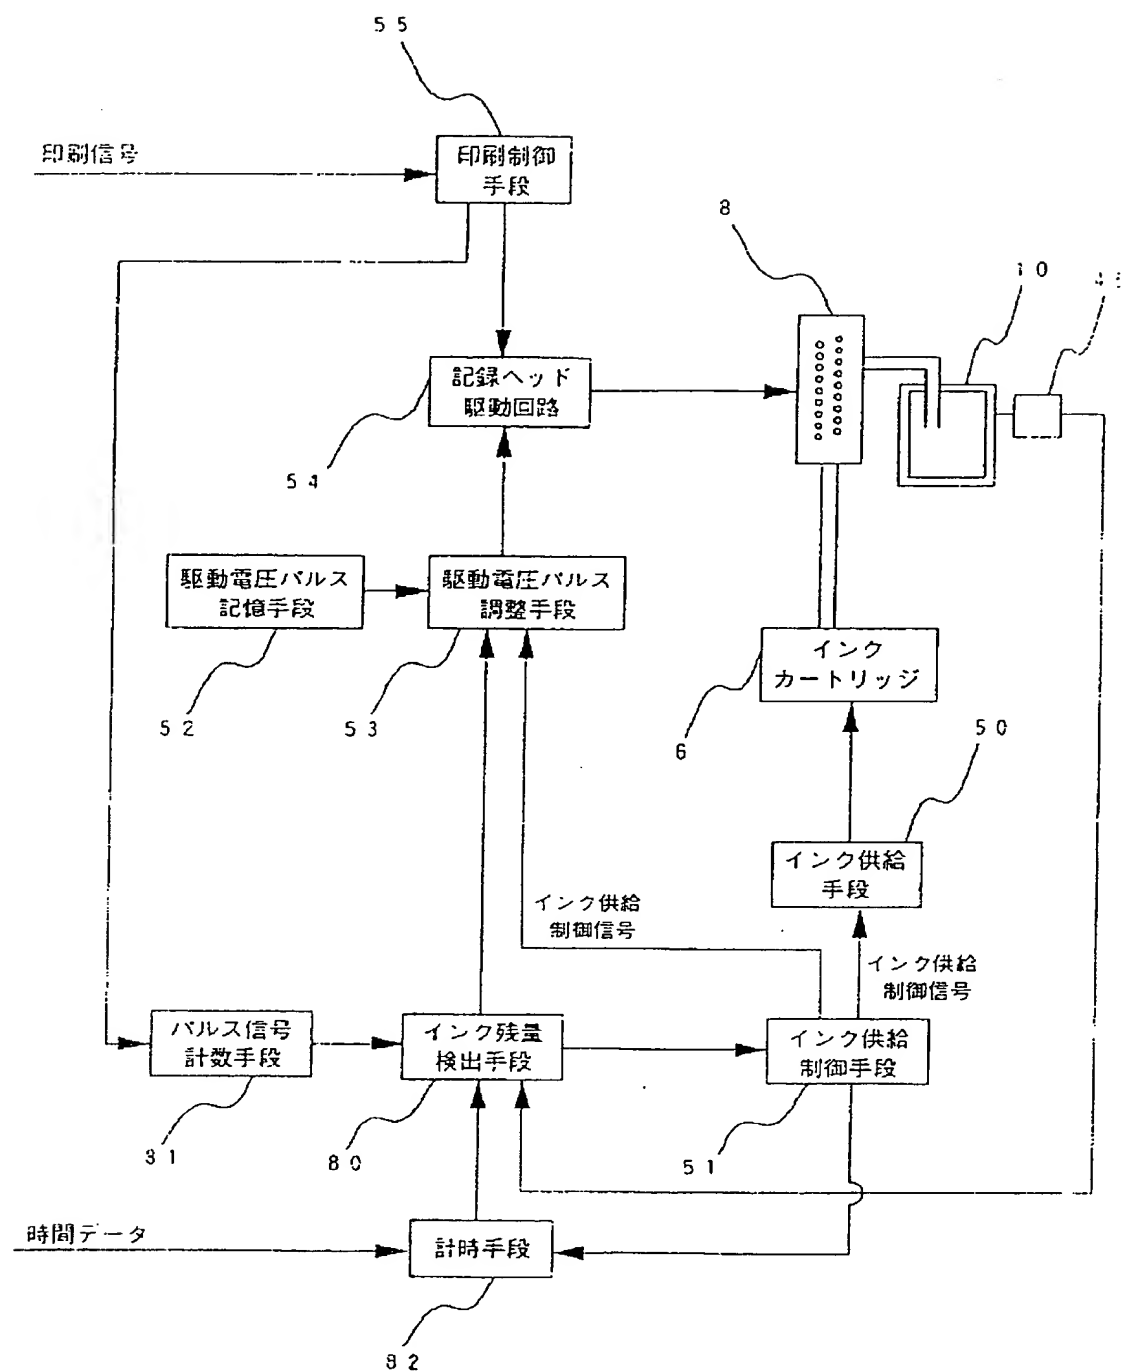 55
印刷信号
印刷制御
手段
8
10
記録ヘッド
駆動回路
54
駆動電圧パルス
記憶手段
駆動電圧パルス
調整手段
インク
カートリッジ
52
53
6
50
インク供給
手段
インク供給
制御信号
インク供給
制御信号
パルス信号
計数手段
インク残量
検出手段
インク供給
制御手段
81
80
51
時間データ
計時手段
82